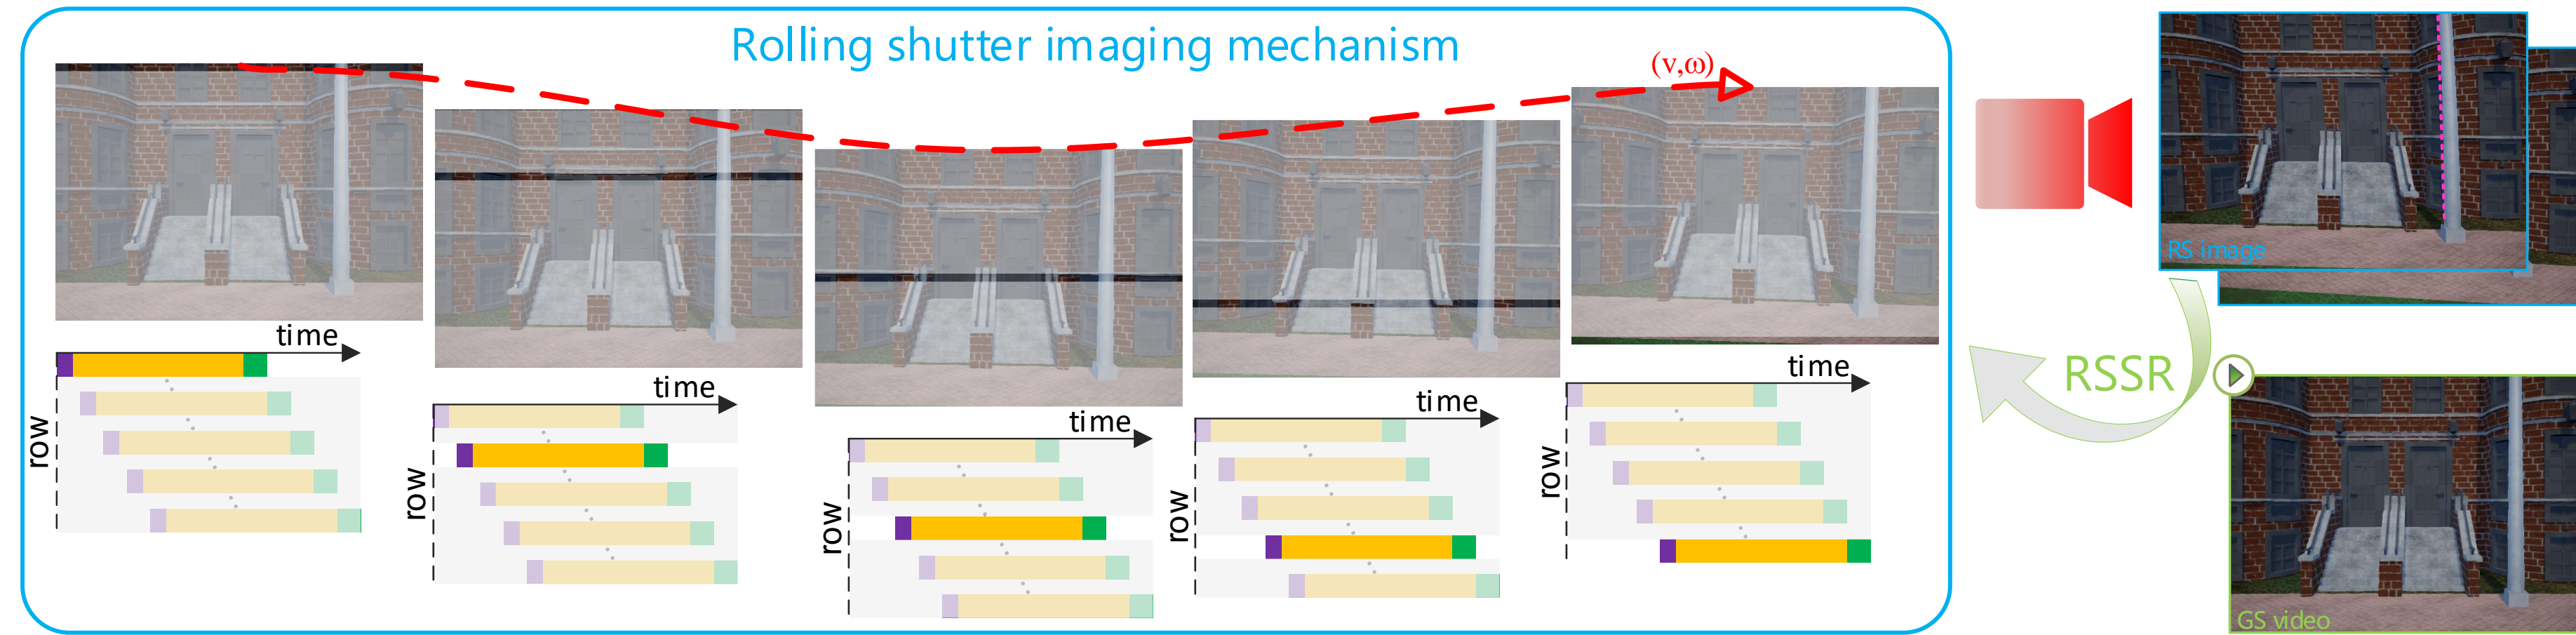 Rolling shutter imaging mechanism
(v,ω)
time
row
time
row
time
row
time
row
time
row
RS image
RSSR
GS video